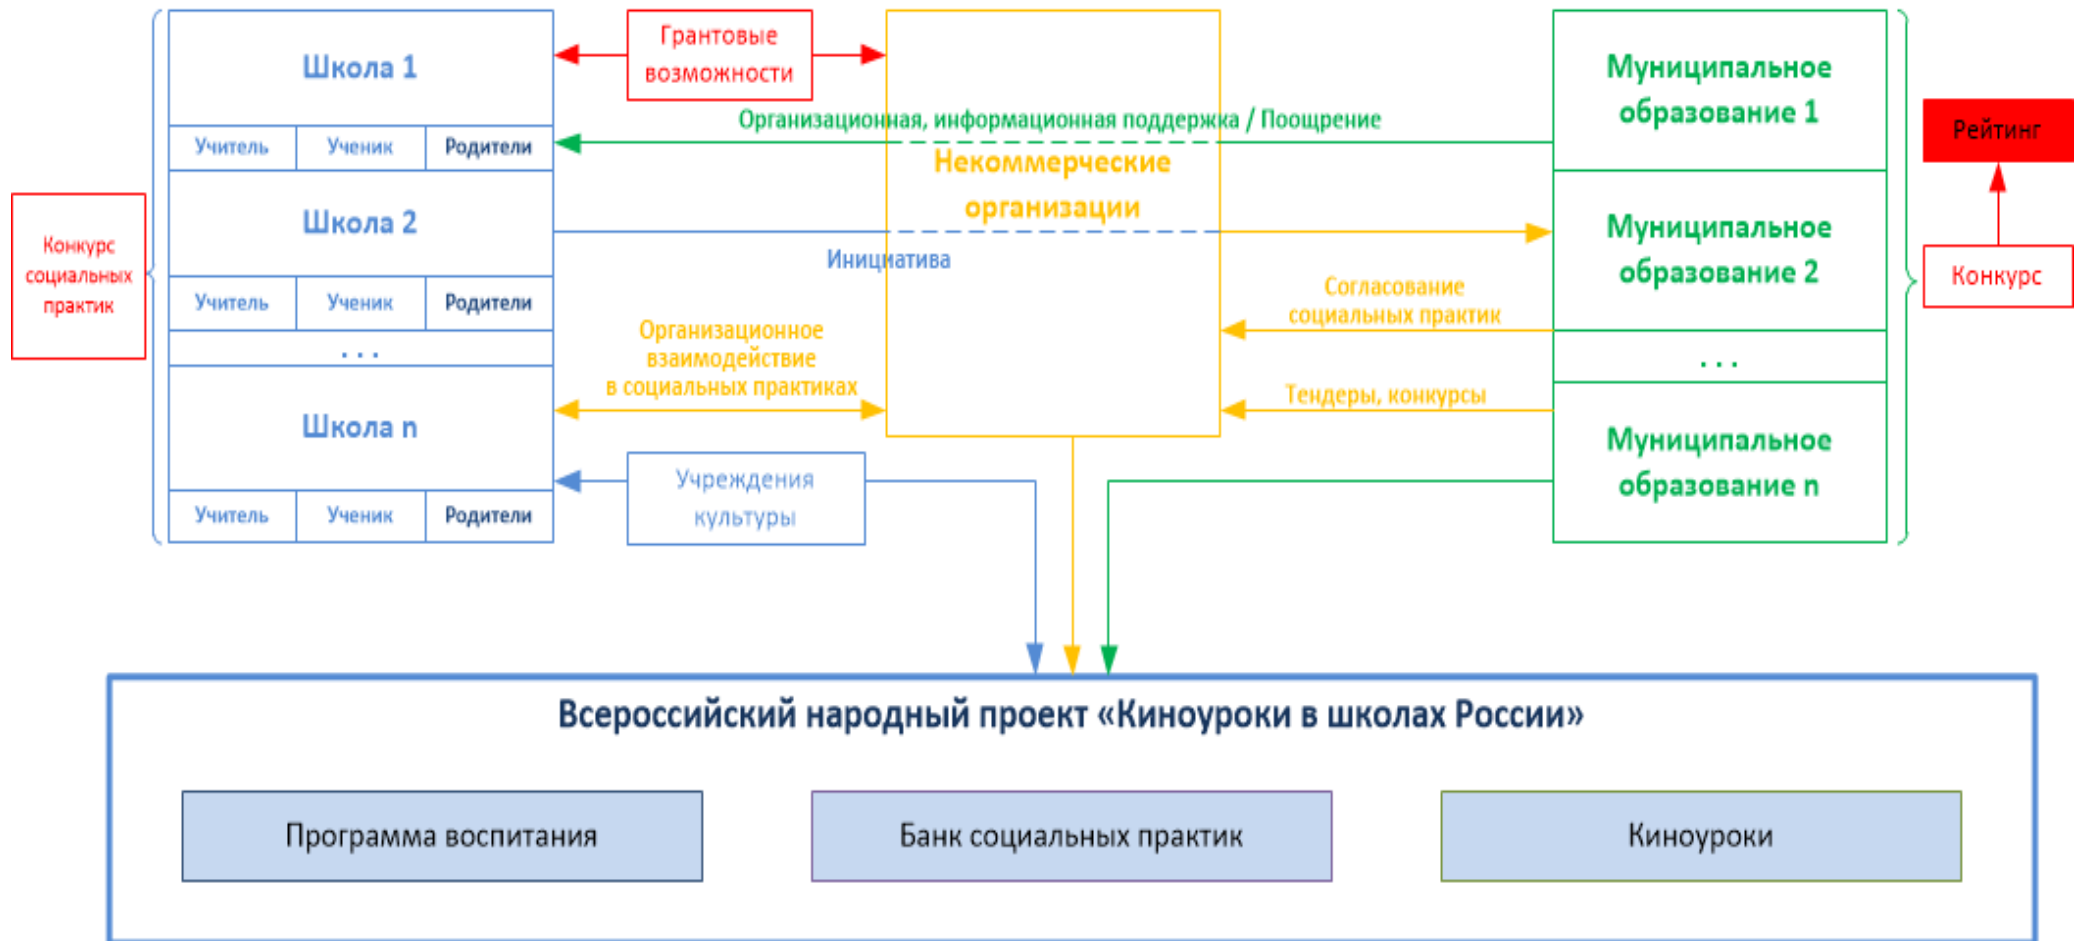 Школа 1
Учитель
Ученик
Родители
Школа 2
Учитель
Ученик
Родители
. . .
Школа n
Учитель
Ученик
Родители
Конкурс
социальных
практик
Грантовые
возможности
Организационная, информационная поддержка / Поощрение
Некоммерческие
организации
Инициатива
Согласование
социальных практик
Организационное
взаимодействие
в социальных практиках
Тендеры, конкурсы
Учреждения
культуры
Муниципальное
образование 1
Муниципальное
образование 2
. . .
Муниципальное
образование n
Рейтинг
Конкурс
Всероссийский народный проект «Киноуроки в школах России»
Программа воспитания
Банк социальных практик
Киноуроки